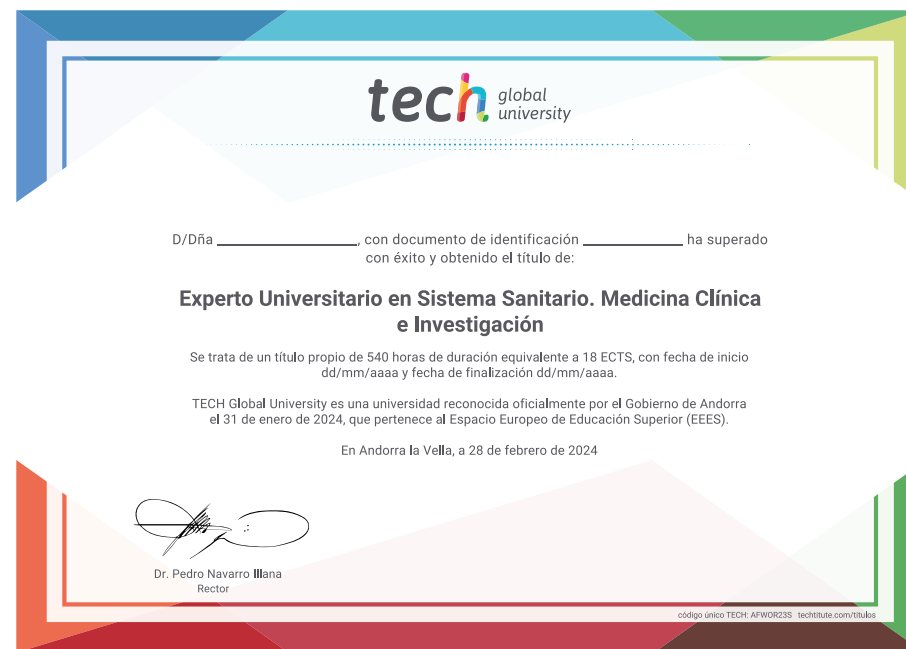 tech global
university
D/Dña ____________________, con documento de identificación ______________ ha superado
con éxito y obtenido el título de:
Experto Universitario en Sistema Sanitario. Medicina Clínica
e Investigación
Se trata de un título propio de 540 horas de duración equivalente a 18 ECTS, con fecha de inicio
dd/mm/aaaa y fecha de finalización dd/mm/aaaa.
TECH Global University es una universidad reconocida oficialmente por el Gobierno de Andorra
el 31 de enero de 2024, que pertenece al Espacio Europeo de Educación Superior (EEES).
En Andorra la Vella, a 28 de febrero de 2024
Dr. Pedro Navarro Illana
Rector
código único TECH: AFWOR23S techtitute.com/titulos